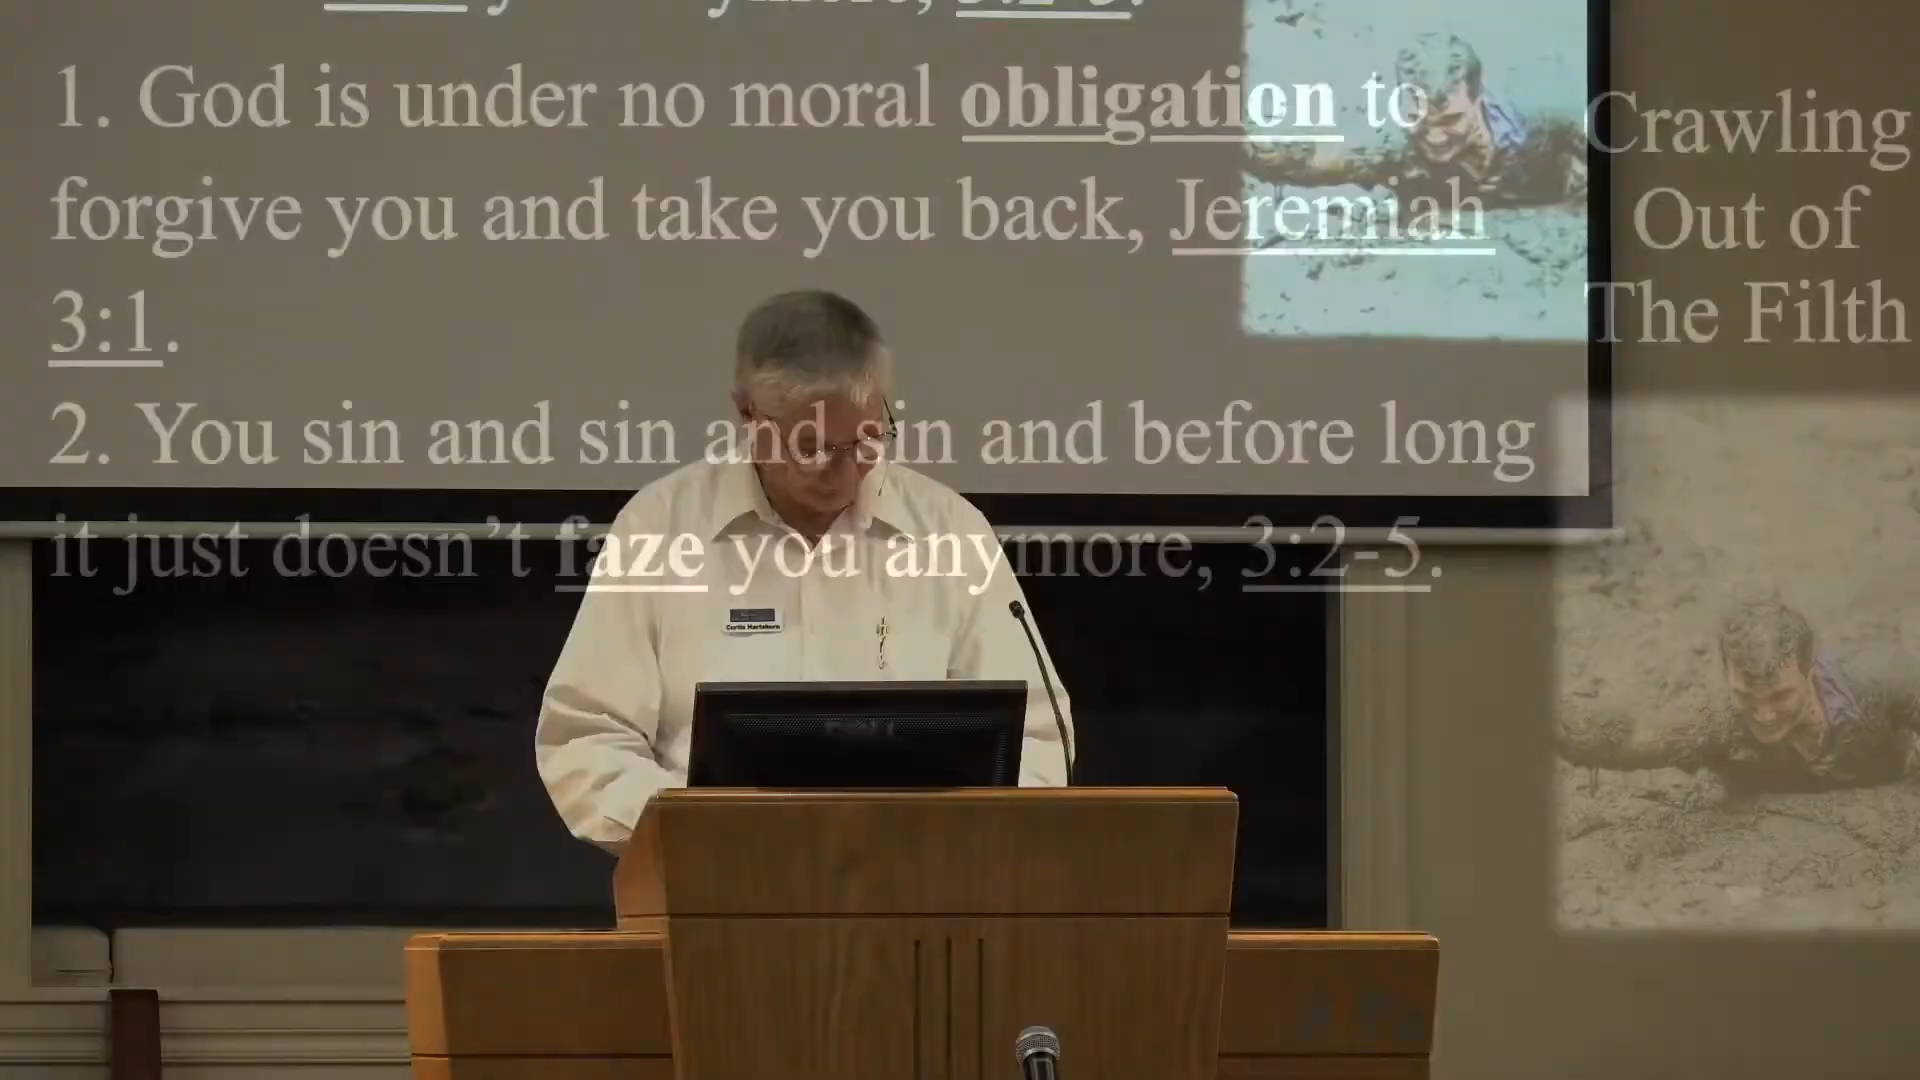 1. God is under no moral obligation to
forgive you and take you back, Jeremiah
3:1.
2. You sin and sin and sin and before long
it just doesn’t faze you anymore, 3:2-5.
Crawling
Out of
The Filth
Curtis Hartshorn